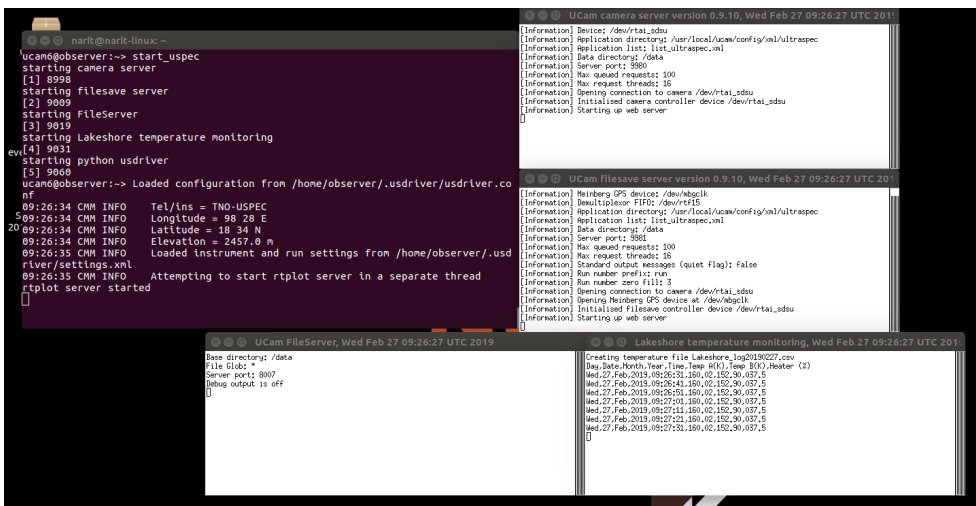 narit@narit-linux: ~
ucam6@observer:~> start_uspec
starting camera server
[1] 8998
starting filesave server
[2] 9009
starting FileServer
[3] 9019
starting Lakeshore temperature monitoring
[4] 9031
starting python usdriver
[5] 9060
ucam6@observer:~> Loaded configuration from /home/observer/.usdriver/usdriver.co
nf
09:26:34 CMM INFO    Tel/ins = TNO-USPEC
09:26:34 CMM INFO    Longitude = 98 28 E
09:26:34 CMM INFO    Latitude = 18 34 N
09:26:34 CMM INFO    Elevation = 2457.0 m
09:26:35 CMM INFO    Loaded instrument and run settings from /home/observer/.usd
river/settings.xml
09:26:35 CMM INFO    Attempting to start rtplot server in a separate thread
rtplot server started
UCam camera server version 0.9.10, Wed Feb 27 09:26:27 UTC 2019
[Information] Device: /dev/rtai_sdsu
[Information] Application directory: /usr/local/ucam/config/xml/ultraspec
[Information] Application list: list_ultraspec.xml
[Information] Data directory: /data
[Information] Server port: 9980
[Information] Max queued requests: 100
[Information] Max request threads: 16
[Information] Opening connection to camera /dev/rtai_sdsu
[Information] Initialised camera controller device /dev/rtai_sdsu
[Information] Starting up web server
UCam filesave server version 0.9.10, Wed Feb 27 09:26:27 UTC 201
[Information] Meinberg GPS device: /dev/mbgclk
[Information] Demultiplexor FIFO: /dev/rtf15
[Information] Application directory: /usr/local/ucam/config/xml/ultraspec
[Information] Application list: list_ultraspec.xml
[Information] Data directory: /data
[Information] Server port: 9981
[Information] Max queued requests: 100
[Information] Max request threads: 16
[Information] Standard output messages (quiet flag): false
[Information] Run number prefix: run
[Information] Run number zero fill: 3
[Information] Opening connection to camera /dev/rtai_sdsu
[Information] Opening Meinberg GPS device at /dev/mbgclk
[Information] Initialised filesave controller device /dev/rtai_sdsu
[Information] Starting up web server
UCam FileServer, Wed Feb 27 09:26:27 UTC 2019
Base directory: /data
File Glob: *
Server port: 8007
Debug output is off
Lakeshore temperature monitoring, Wed Feb 27 09:26:27 UTC 201
Creating temperature file Lakeshore_log20190227.csv
Day,Date,Month,Year,Time,Temp A(K),Temp B(K),Heater (%)
Wed,27,Feb,2019,09:26:31,160.02,152.90,037.5
Wed,27,Feb,2019,09:26:41,160.02,152.90,037.5
Wed,27,Feb,2019,09:26:51,160.02,152.90,037.5
Wed,27,Feb,2019,09:27:01,160.02,152.90,037.5
Wed,27,Feb,2019,09:27:11,160.02,152.90,037.5
Wed,27,Feb,2019,09:27:21,160.02,152.90,037.5
Wed,27,Feb,2019,09:27:31,160.02,152.90,037.5